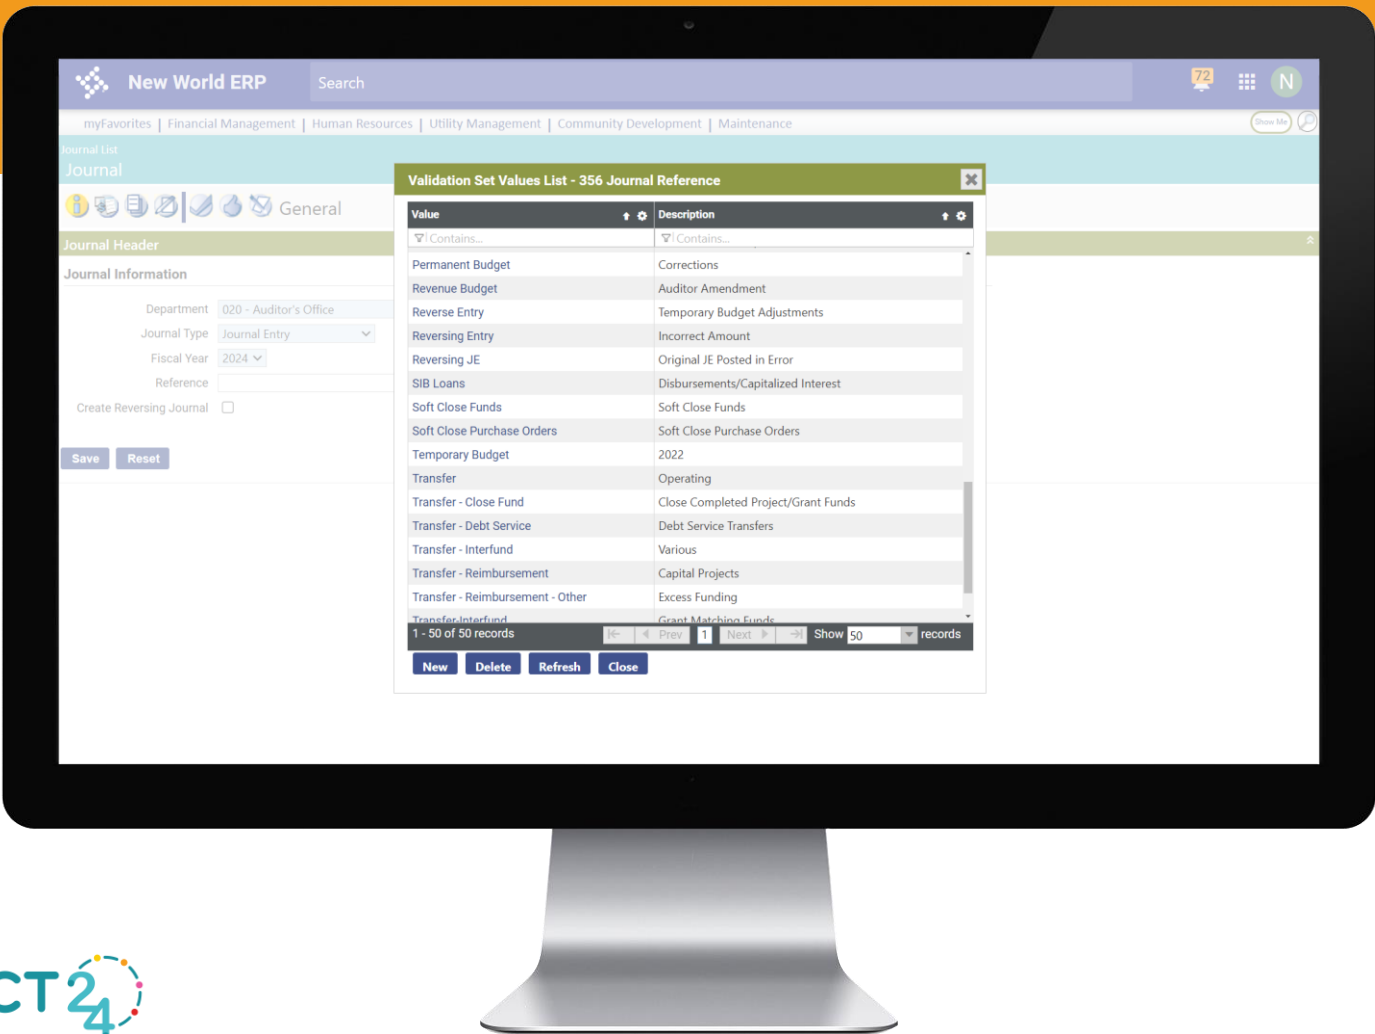 New World ERP
Search
72
N
myFavorites | Financial Management | Human Resources | Utility Management | Community Development | Maintenance
Show Me
Journal List
Journal
General
Journal Header
Journal Information
Department 020 - Auditor's Office
Journal Type Journal Entry
Fiscal Year 2024
Reference
Create Reversing Journal
Save Reset
Validation Set Values List - 356 Journal Reference
Value Description
Contains... Contains...
Permanent Budget Corrections
Revenue Budget Auditor Amendment
Reverse Entry Temporary Budget Adjustments
Reversing Entry Incorrect Amount
Reversing JE Original JE Posted in Error
SIB Loans Disbursements/Capitalized Interest
Soft Close Funds Soft Close Funds
Soft Close Purchase Orders Soft Close Purchase Orders
Temporary Budget 2022
Transfer Operating
Transfer - Close Fund Close Completed Project/Grant Funds
Transfer - Debt Service Debt Service Transfers
Transfer - Interfund Various
Transfer - Reimbursement Capital Projects
Transfer - Reimbursement - Other Excess Funding
Transfer-Interfund Grant Matching Funds
1 - 50 of 50 records Prev 1 Next Show 50 records
New Delete Refresh Close
CT 24